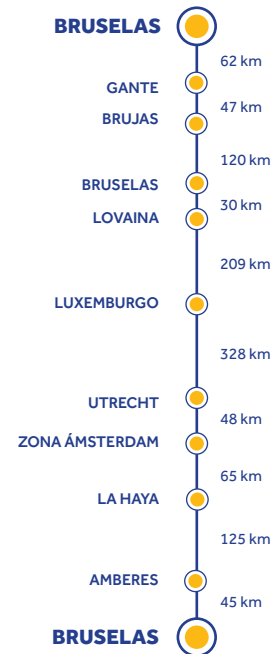 BRUSELAS
62 km
GANTE
47 km
BRUJAS
120 km
BRUSELAS
30 km
LOVAINA
209 km
LUXEMBURGO
328 km
UTRECHT
48 km
ZONA ÁMSTERDAM
65 km
LA HAYA
125 km
AMBERES
45 km
BRUSELAS